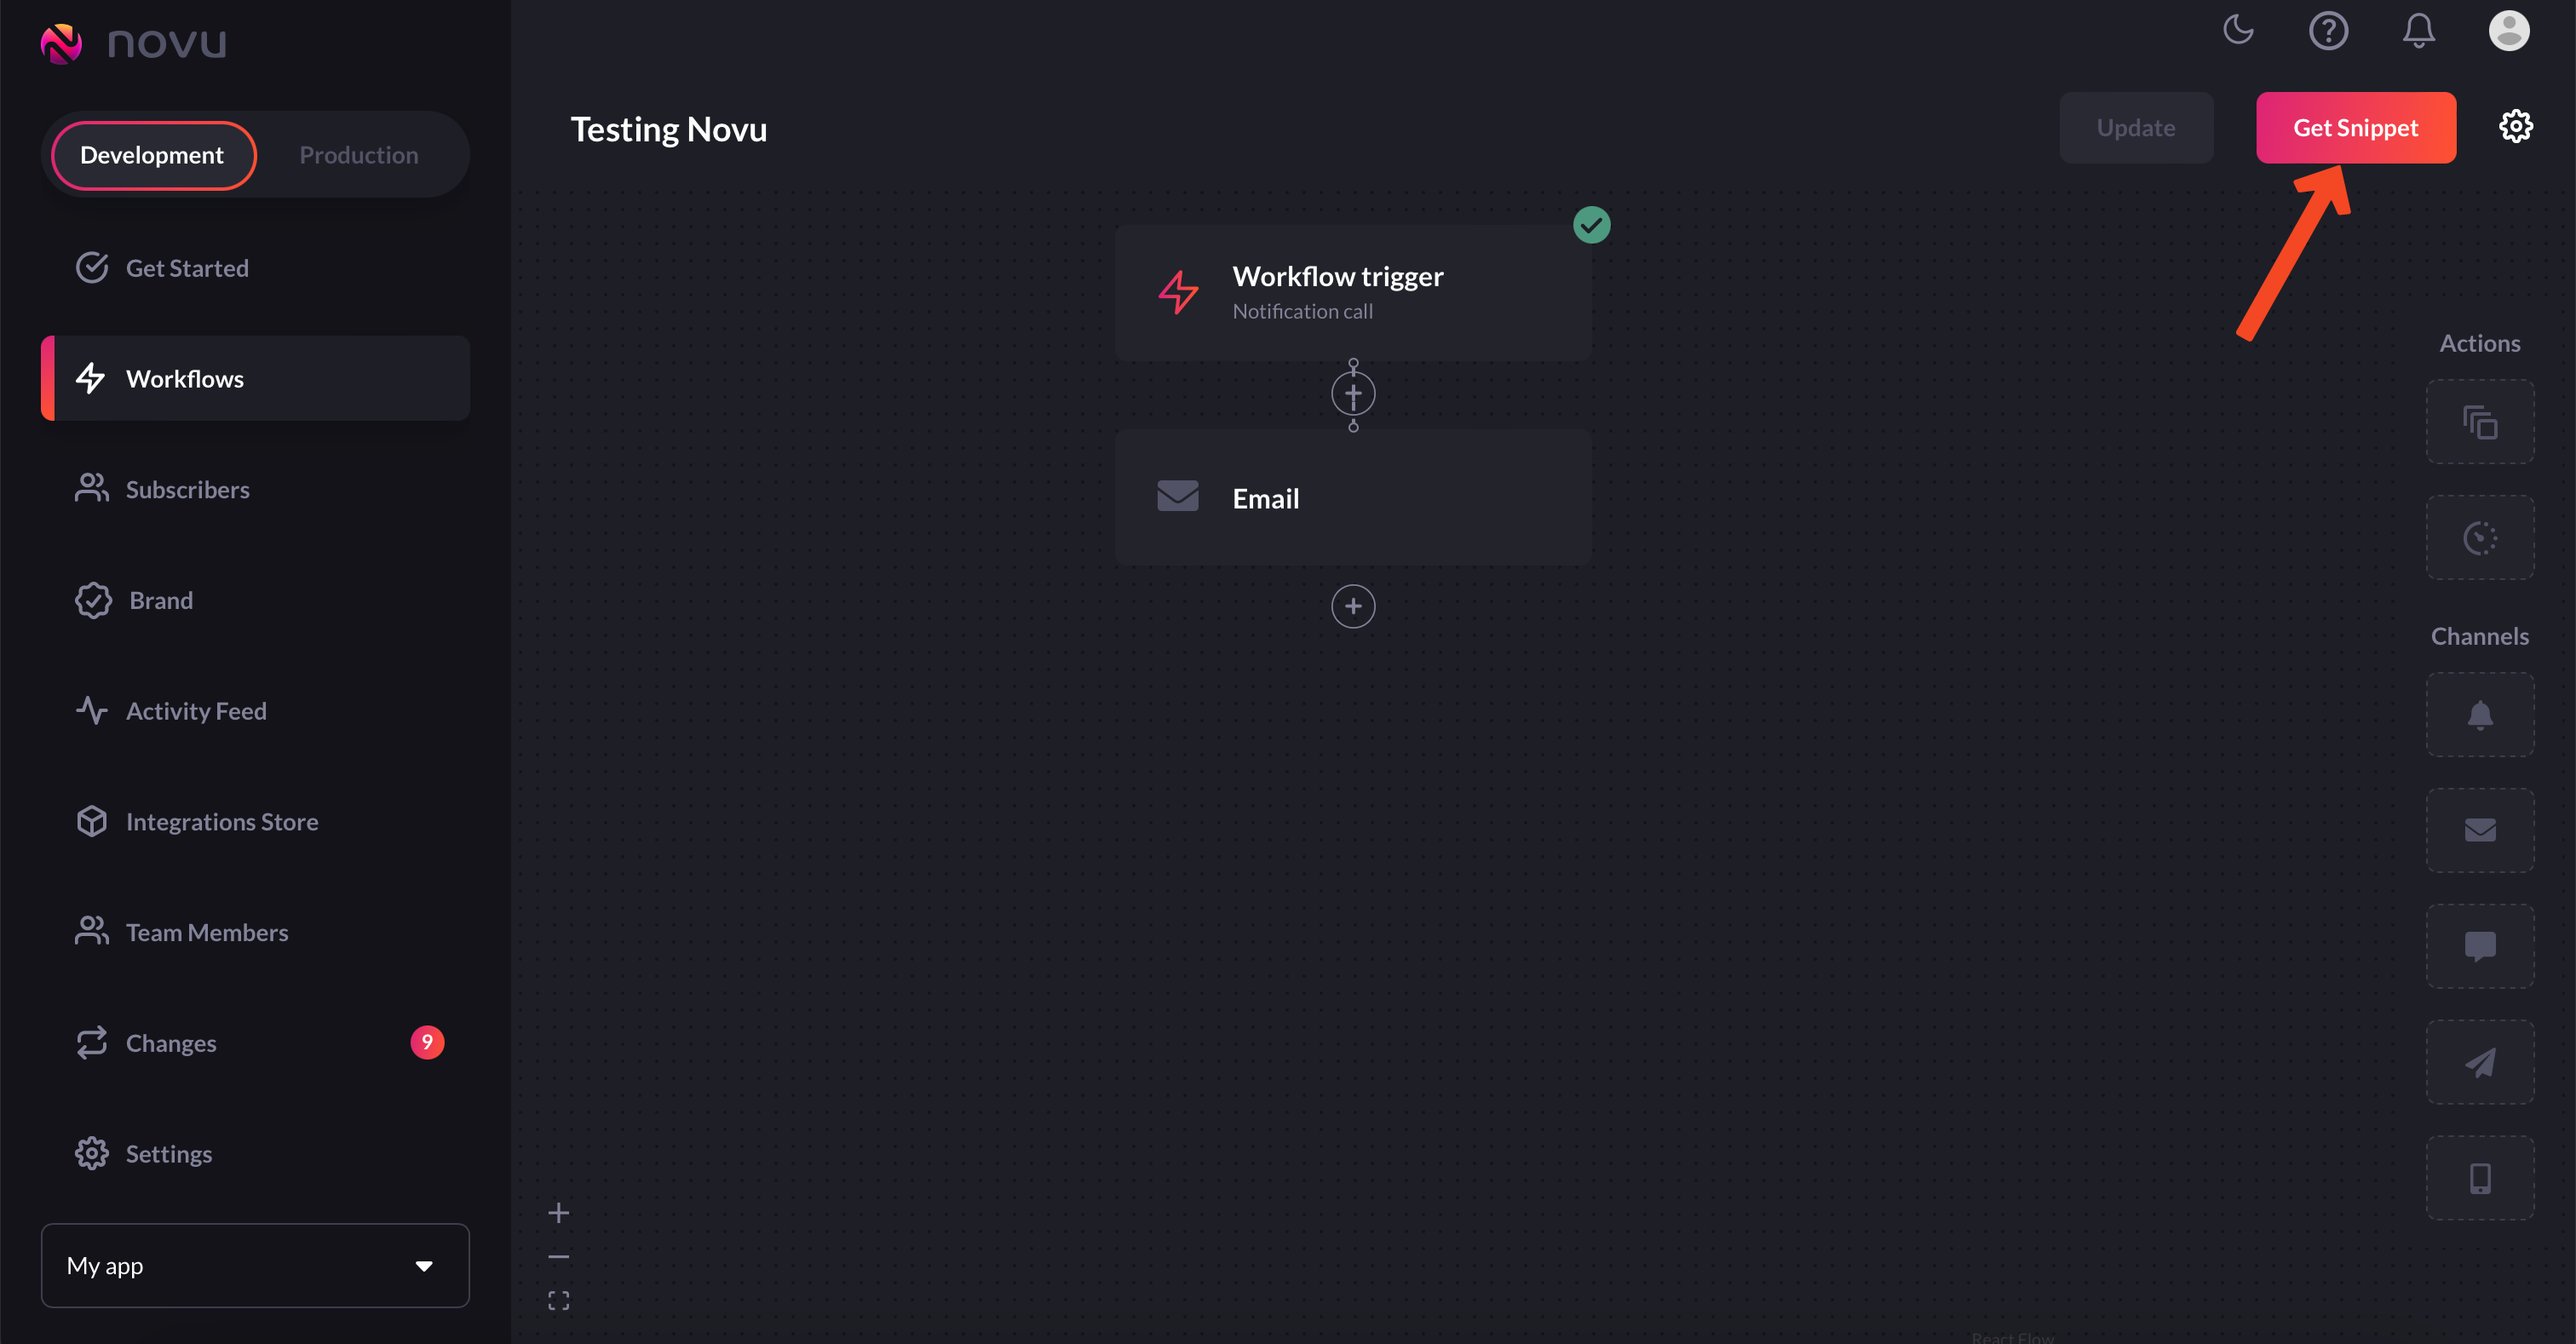 novu
Development
Production
Testing Novu
Update
Get Snippet
Get Started
Workflows
Subscribers
Brand
Activity Feed
Integrations Store
Team Members
Changes
9
Settings
My app
Workflow trigger
Notification call
Email
Actions
Channels
React Flow